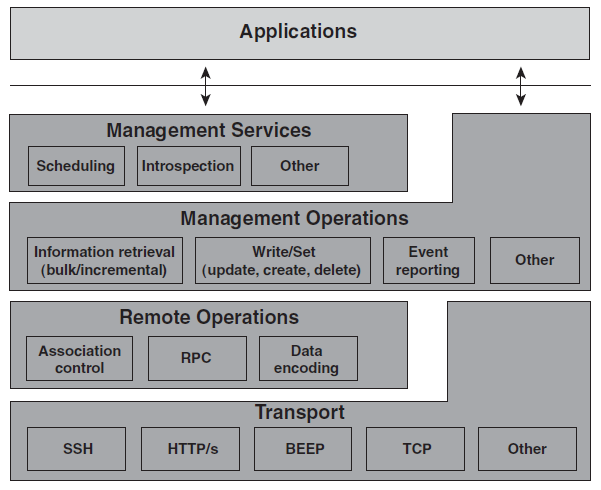 Applications
Management Services
Scheduling
Introspection
Other
Management Operations
Information retrieval
(bulk/incremental)
Write/Set
(update, create, delete)
Event
reporting
Other
Remote Operations
Association
control
RPC
Data
encoding
Transport
SSH
HTTP/s
BEEP
TCP
Other